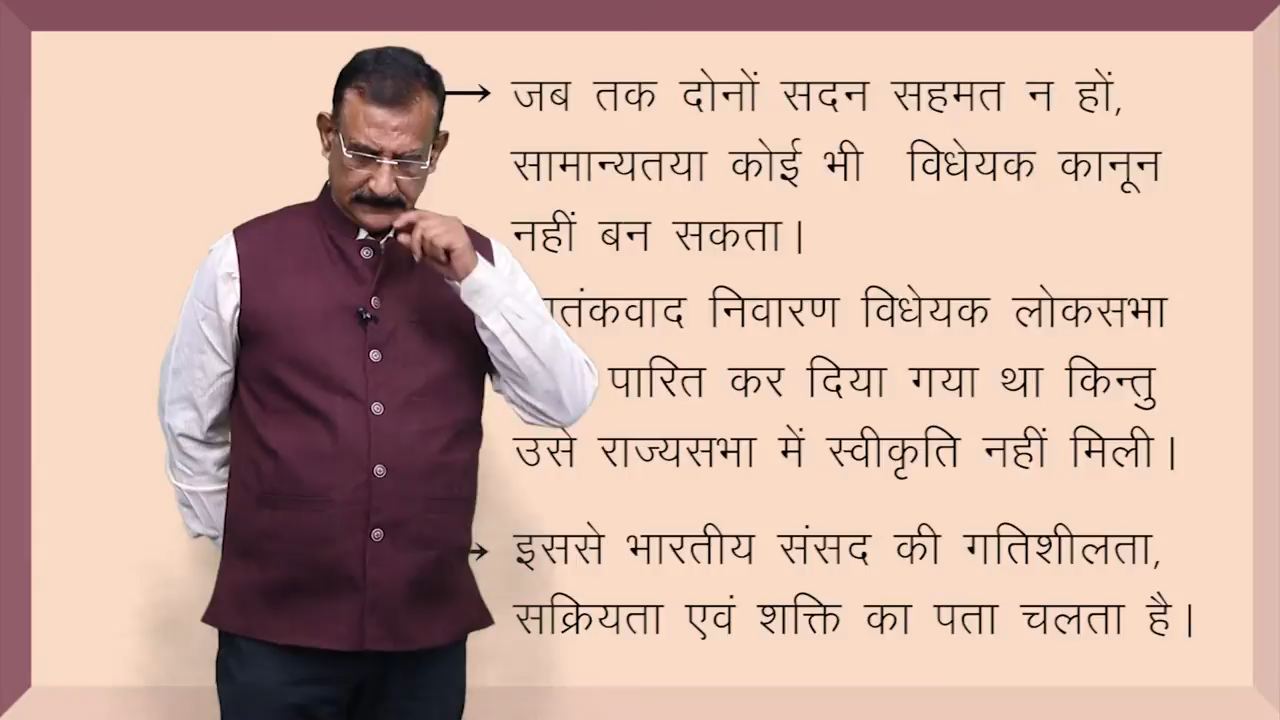 → जब तक दोनों सदन सहमत न हों,
सामान्यतया कोई भी विधेयक कानून
नहीं बन सकता।
निवारण विधेयक लोकसभा
पारित कर दिया गया था किन्तु
उसे राज्यसभा में स्वीकृति नहीं मिली।
→ इससे भारतीय संसद की गतिशीलता,
सक्रियता एवं शक्ति का पता चलता है।